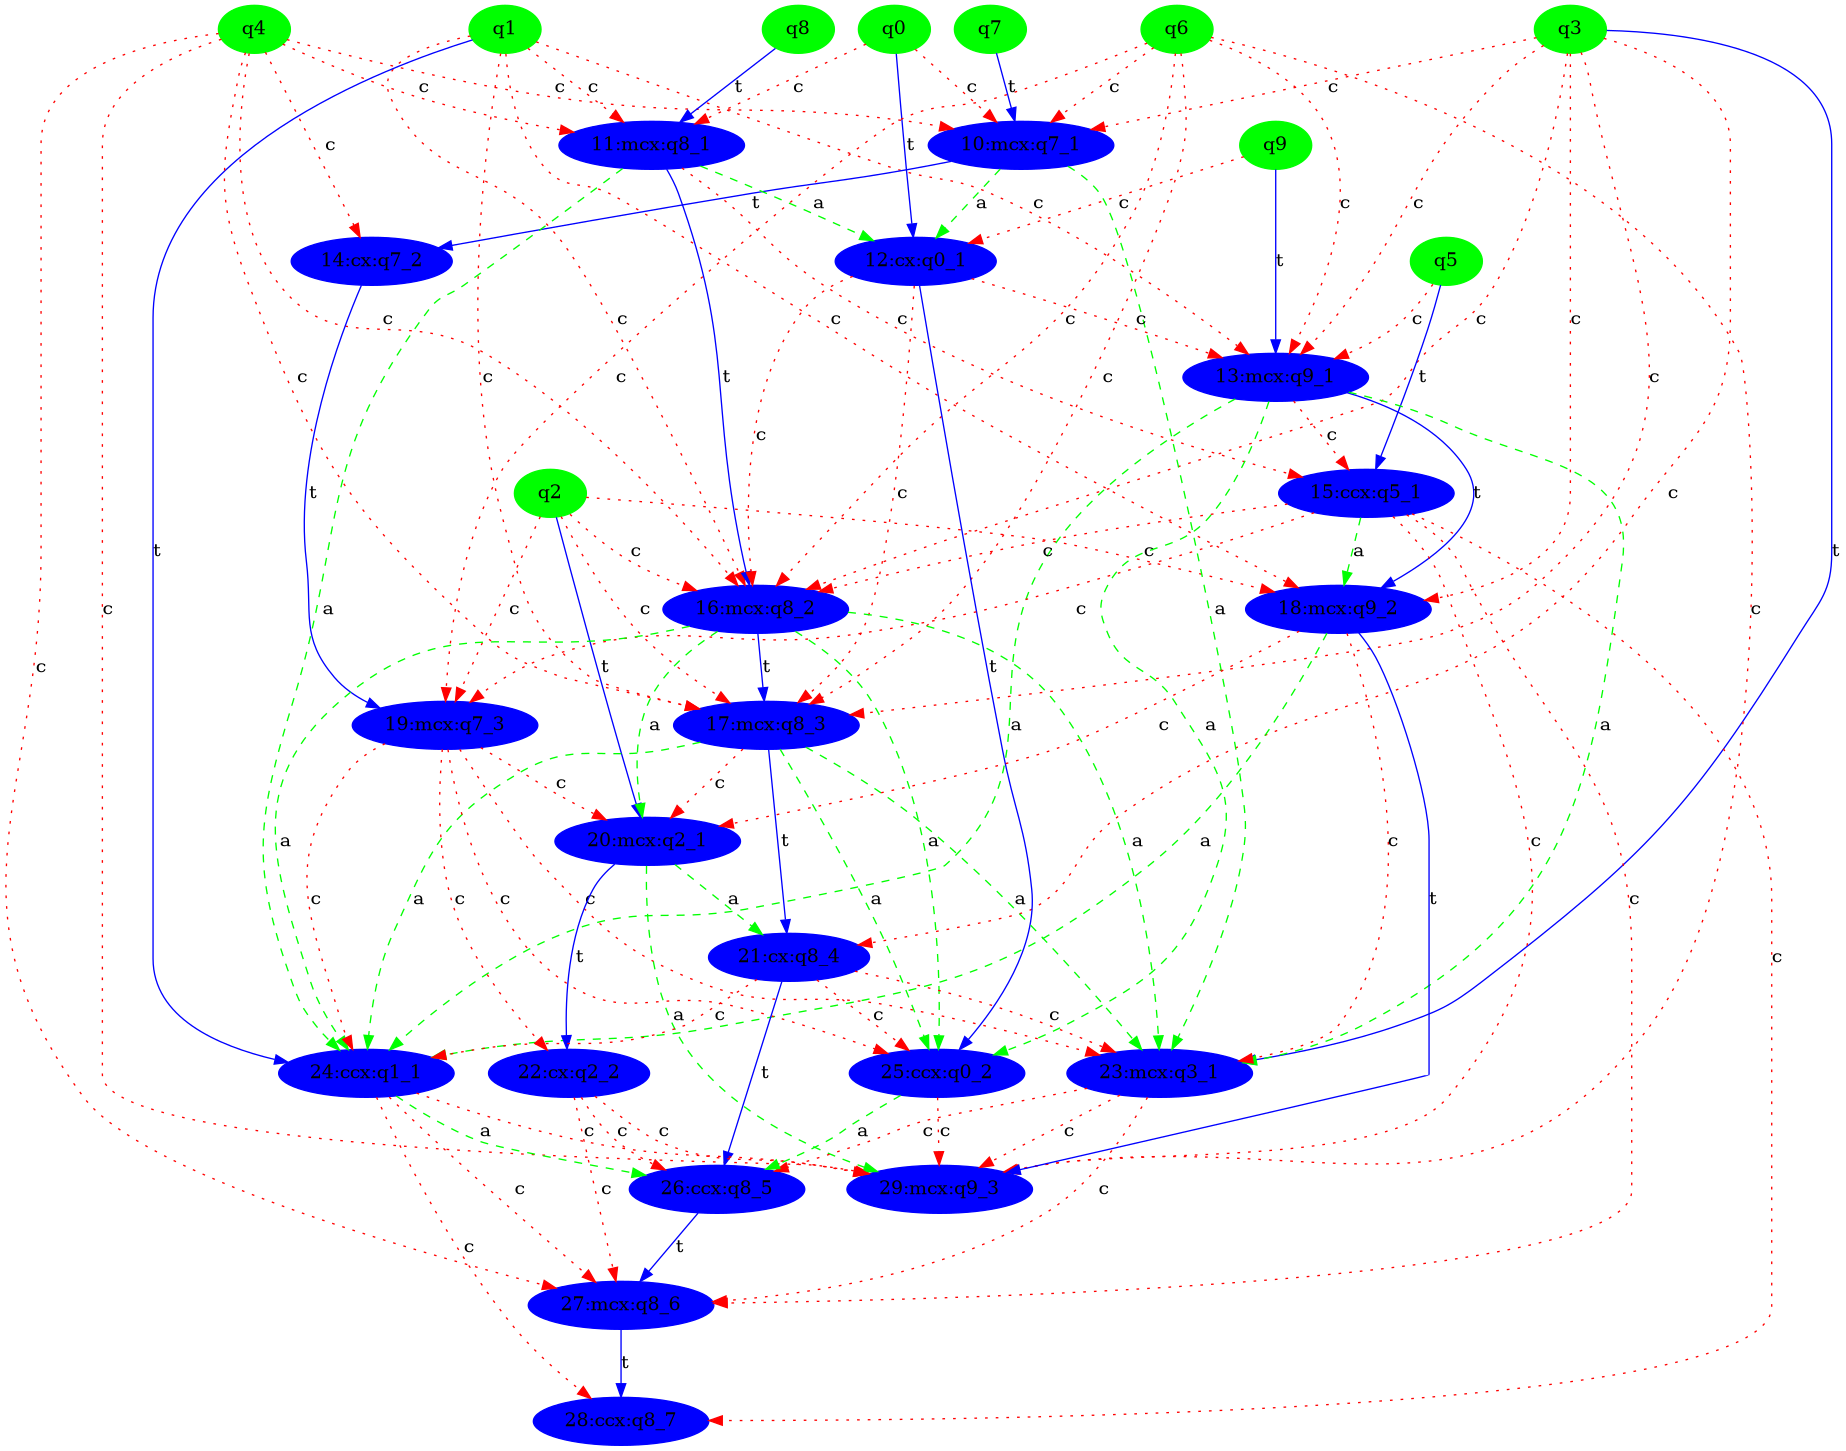 q4 q1 q8 q0 q7 q6 q3
c c t c t c c
c c c
11:mcx:q8_1 10:mcx:q7_1
c t q9
t a a c c c c
14:cx:q7_2 12:cx:q0_1 t q5
c c c c c t
c t c c c 13:mcx:q9_1 t
c c c c
t q2 c 15:ccx:q5_1 t c
t c c c c a t
16:mcx:q8_2 18:mcx:q9_2
c a c c a c c
c t t t c
19:mcx:q7_3 a 17:mcx:q8_3 a a a
c c
a c t a a c c
20:mcx:q2_1
c a c c c a t a a a t c c
21:cx:q8_4
t c a c c c
24:ccx:q1_1 22:cx:q2_2 t 25:ccx:q0_2 23:mcx:q3_1
a c c c a c c c
26:ccx:q8_5 29:mcx:q9_3
c c c
c t
27:mcx:q8_6
t
28:ccx:q8_7